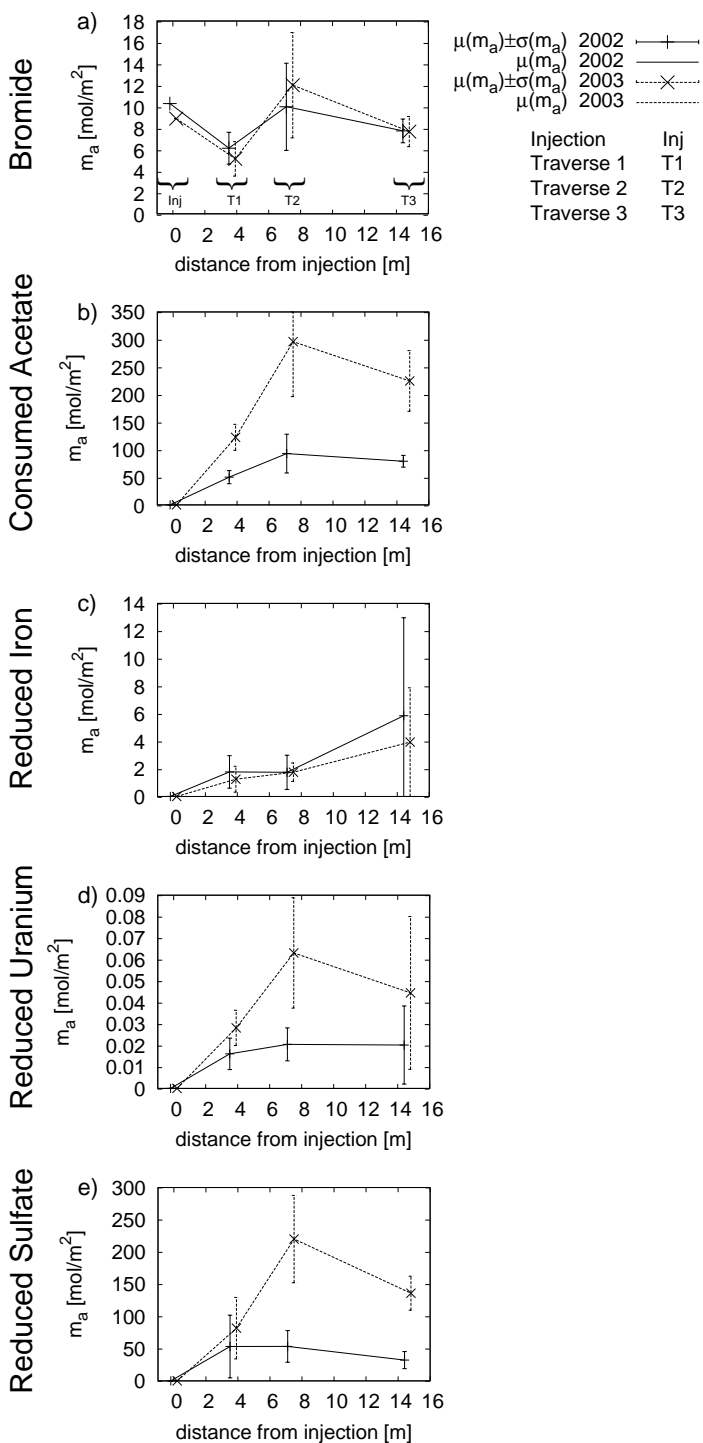 Bromide
a)
m_a [mol/m^2]
18
16
14
12
10
8
6
4
2
0
Inj T1 T2 T3
0 2 4 6 8 10 12 14 16
distance from injection [m]
μ(m_a)±σ(m_a) 2002
μ(m_a) 2002
μ(m_a)±σ(m_a) 2003
μ(m_a) 2003
Injection Inj
Traverse 1 T1
Traverse 2 T2
Traverse 3 T3
Consumed Acetate
b)
m_a [mol/m^2]
350
300
250
200
150
100
50
0
0 2 4 6 8 10 12 14 16
distance from injection [m]
Reduced Iron
c)
m_a [mol/m^2]
14
12
10
8
6
4
2
0
0 2 4 6 8 10 12 14 16
distance from injection [m]
Reduced Uranium
d)
m_a [mol/m^2]
0.09
0.08
0.07
0.06
0.05
0.04
0.03
0.02
0.01
0
0 2 4 6 8 10 12 14 16
distance from injection [m]
Reduced Sulfate
e)
m_a [mol/m^2]
300
250
200
150
100
50
0
0 2 4 6 8 10 12 14 16
distance from injection [m]